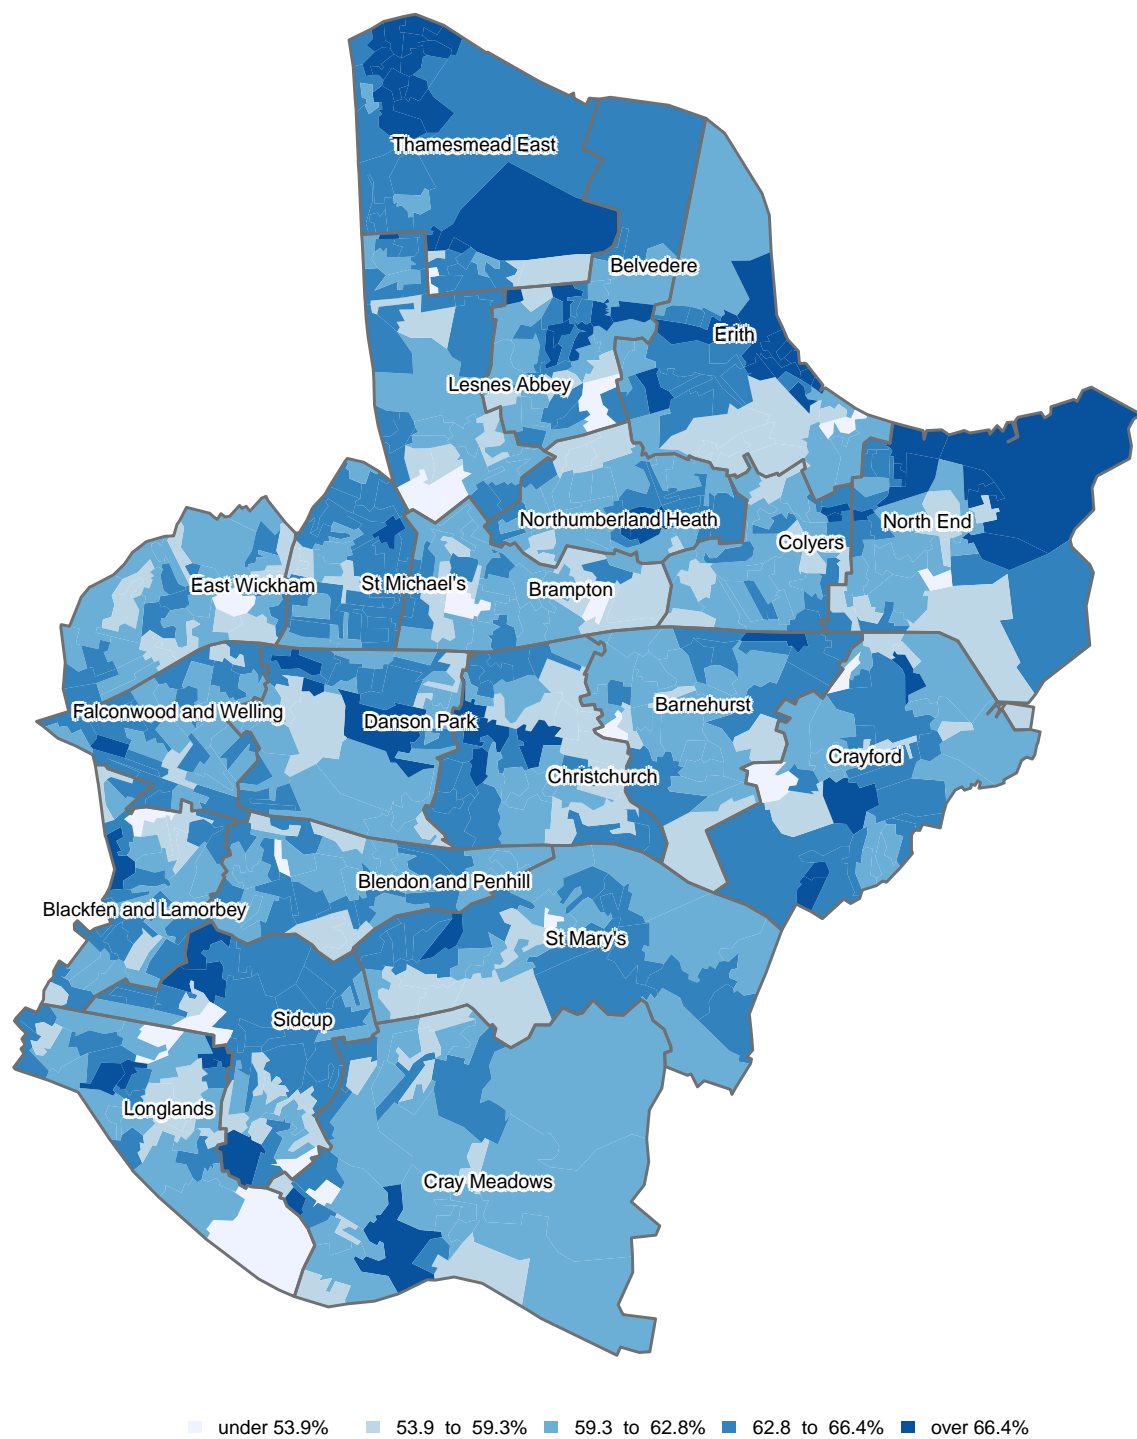 Thamesmead East
Belvedere
Erith
Lesnes Abbey
Northumberland Heath
North End
Colyers
East Wickham
St Michael's
Brampton
Barnehurst
Falconwood and Welling
Danson Park
Crayford
Christchurch
Blendon and Penhill
Blackfen and Lamorbey
St Mary's
Sidcup
Longlands
Cray Meadows
under 53.9% 53.9 to 59.3% 59.3 to 62.8% 62.8 to 66.4% over 66.4%